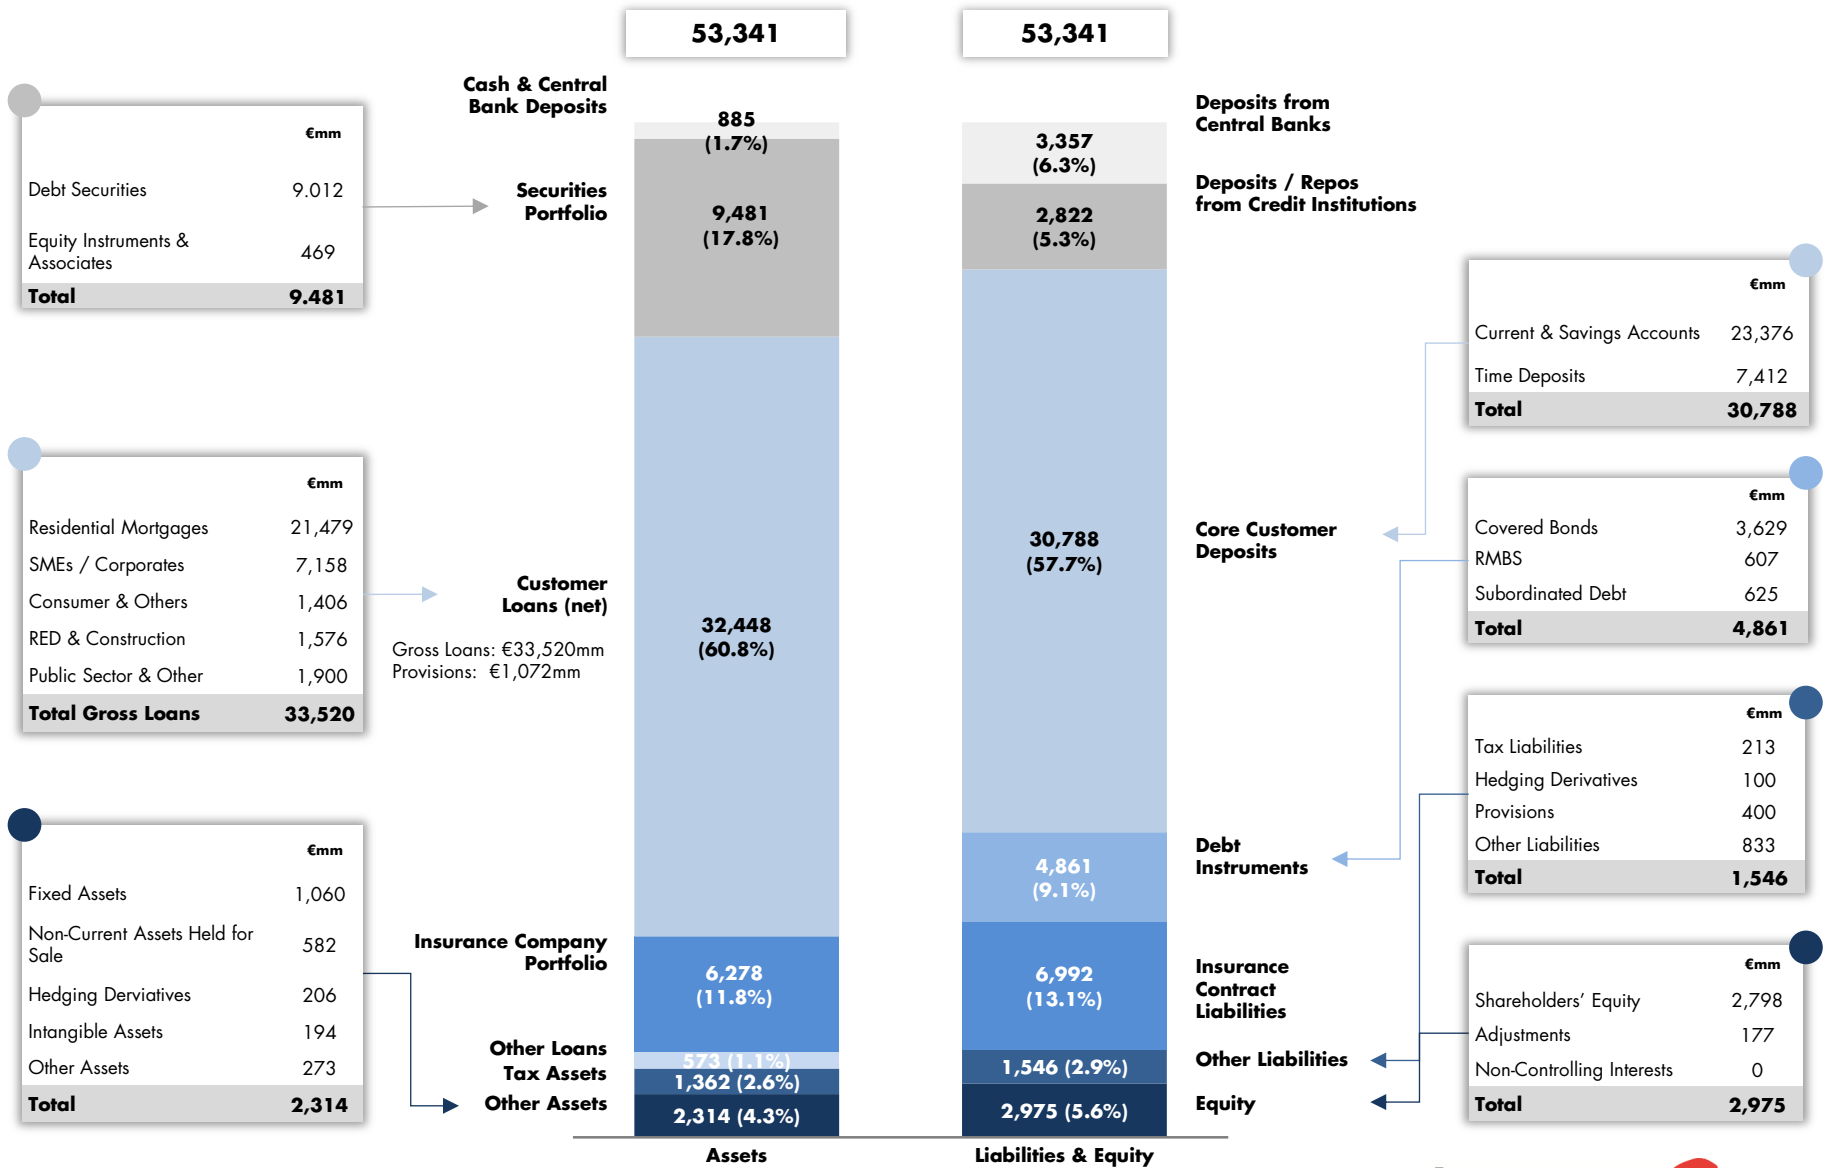 53,341
53,341
Cash & Central
Bank Deposits
885
(1.7%)
Securities
Portfolio
9,481
(17.8%)
Customer
Loans (net)
Gross Loans: €33,520mm
Provisions: €1,072mm
32,448
(60.8%)
Insurance Company
Portfolio
6,278
(11.8%)
Other Loans
573 (1.1%)
Tax Assets
1,362 (2.6%)
Other Assets
2,314 (4.3%)
Assets
Deposits from
Central Banks
3,357
(6.3%)
Deposits / Repos
from Credit Institutions
2,822
(5.3%)
Core Customer
Deposits
30,788
(57.7%)
Debt
Instruments
4,861
(9.1%)
Insurance
Contract
Liabilities
6,992
(13.1%)
Other Liabilities
1,546 (2.9%)
Equity
2,975 (5.6%)
Liabilities & Equity
€mm
Debt Securities 9.012
Equity Instruments &
Associates 469
Total 9.481
€mm
Residential Mortgages 21,479
SMEs / Corporates 7,158
Consumer & Others 1,406
RED & Construction 1,576
Public Sector & Other 1,900
Total Gross Loans 33,520
€mm
Fixed Assets 1,060
Non-Current Assets Held for
Sale 582
Hedging Derviatives 206
Intangible Assets 194
Other Assets 273
Total 2,314
€mm
Current & Savings Accounts 23,376
Time Deposits 7,412
Total 30,788
€mm
Covered Bonds 3,629
RMBS 607
Subordinated Debt 625
Total 4,861
€mm
Tax Liabilities 213
Hedging Derivatives 100
Provisions 400
Other Liabilities 833
Total 1,546
€mm
Shareholders' Equity 2,798
Adjustments 177
Non-Controlling Interests 0
Total 2,975